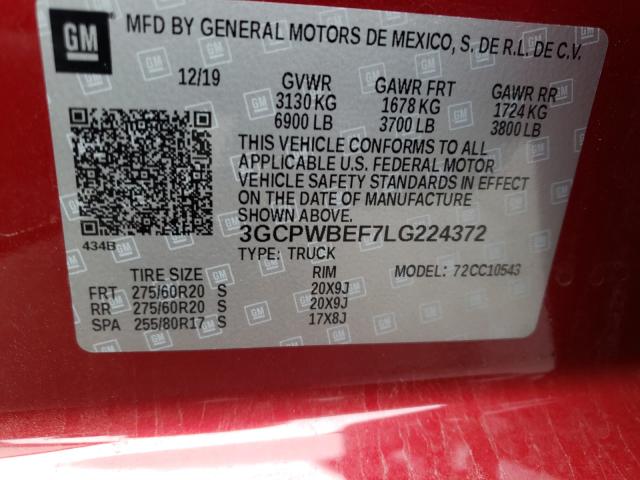 GM MFD BY GENERAL MOTORS DE MEXICO, S. DE R.L. DE C.V.
12/19 GVWR GAWR FRT GAWR RR
3130 KG 1678 KG 1724 KG
6900 LB 3700 LB 3800 LB
THIS VEHICLE CONFORMS TO ALL
APPLICABLE U.S. FEDERAL MOTOR
VEHICLE SAFETY STANDARDS IN EFFECT
ON THE DATE OF MANUFACTURE
SHOWN ABOVE.
434B 3GCPWBEF7LG224372
TYPE: TRUCK MODEL: 72CC10543
TIRE SIZE RIM
FRT 275/60R20 S 20X9J
RR 275/60R20 S 20X9J
SPA 255/80R17 S 17X8J